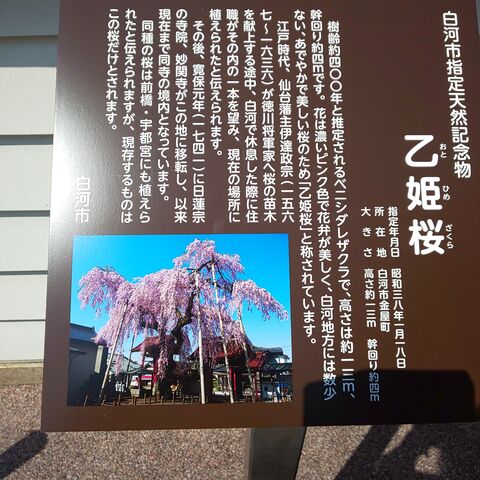 白河市指定天然記念物
乙姫桜
おと ひめ ざくら
指定年月日 昭和三八年一月一八日
所在地 白河市金屋町
大きさ 高さ約一三m 幹回り約四m
樹齢約四〇〇年と推定されるベニシダレザクラで、高さは約一三m、
幹回り約四mです。花は濃いピンク色で花弁が美しく、白河地方には数少
ない、あでやかで美しい桜のため「乙姫桜」と称されています。
江戸時代、仙台藩主伊達政宗(一五六
七〜一六三六)が徳川将軍家へ桜の苗木
を献上する途中、白河で休息した際に住
職がその内の一本を望み、現在の場所に
植えられたと伝えられます。
その後、寛保元年(一七四一)に日蓮宗
の寺院、妙関寺がこの地に移転し、以来
現在まで同寺の境内となっています。
同種の桜は前橋・宇都宮にも植えら
れたと伝えられますが、現存するものは
この桜だけとされます。
白河市